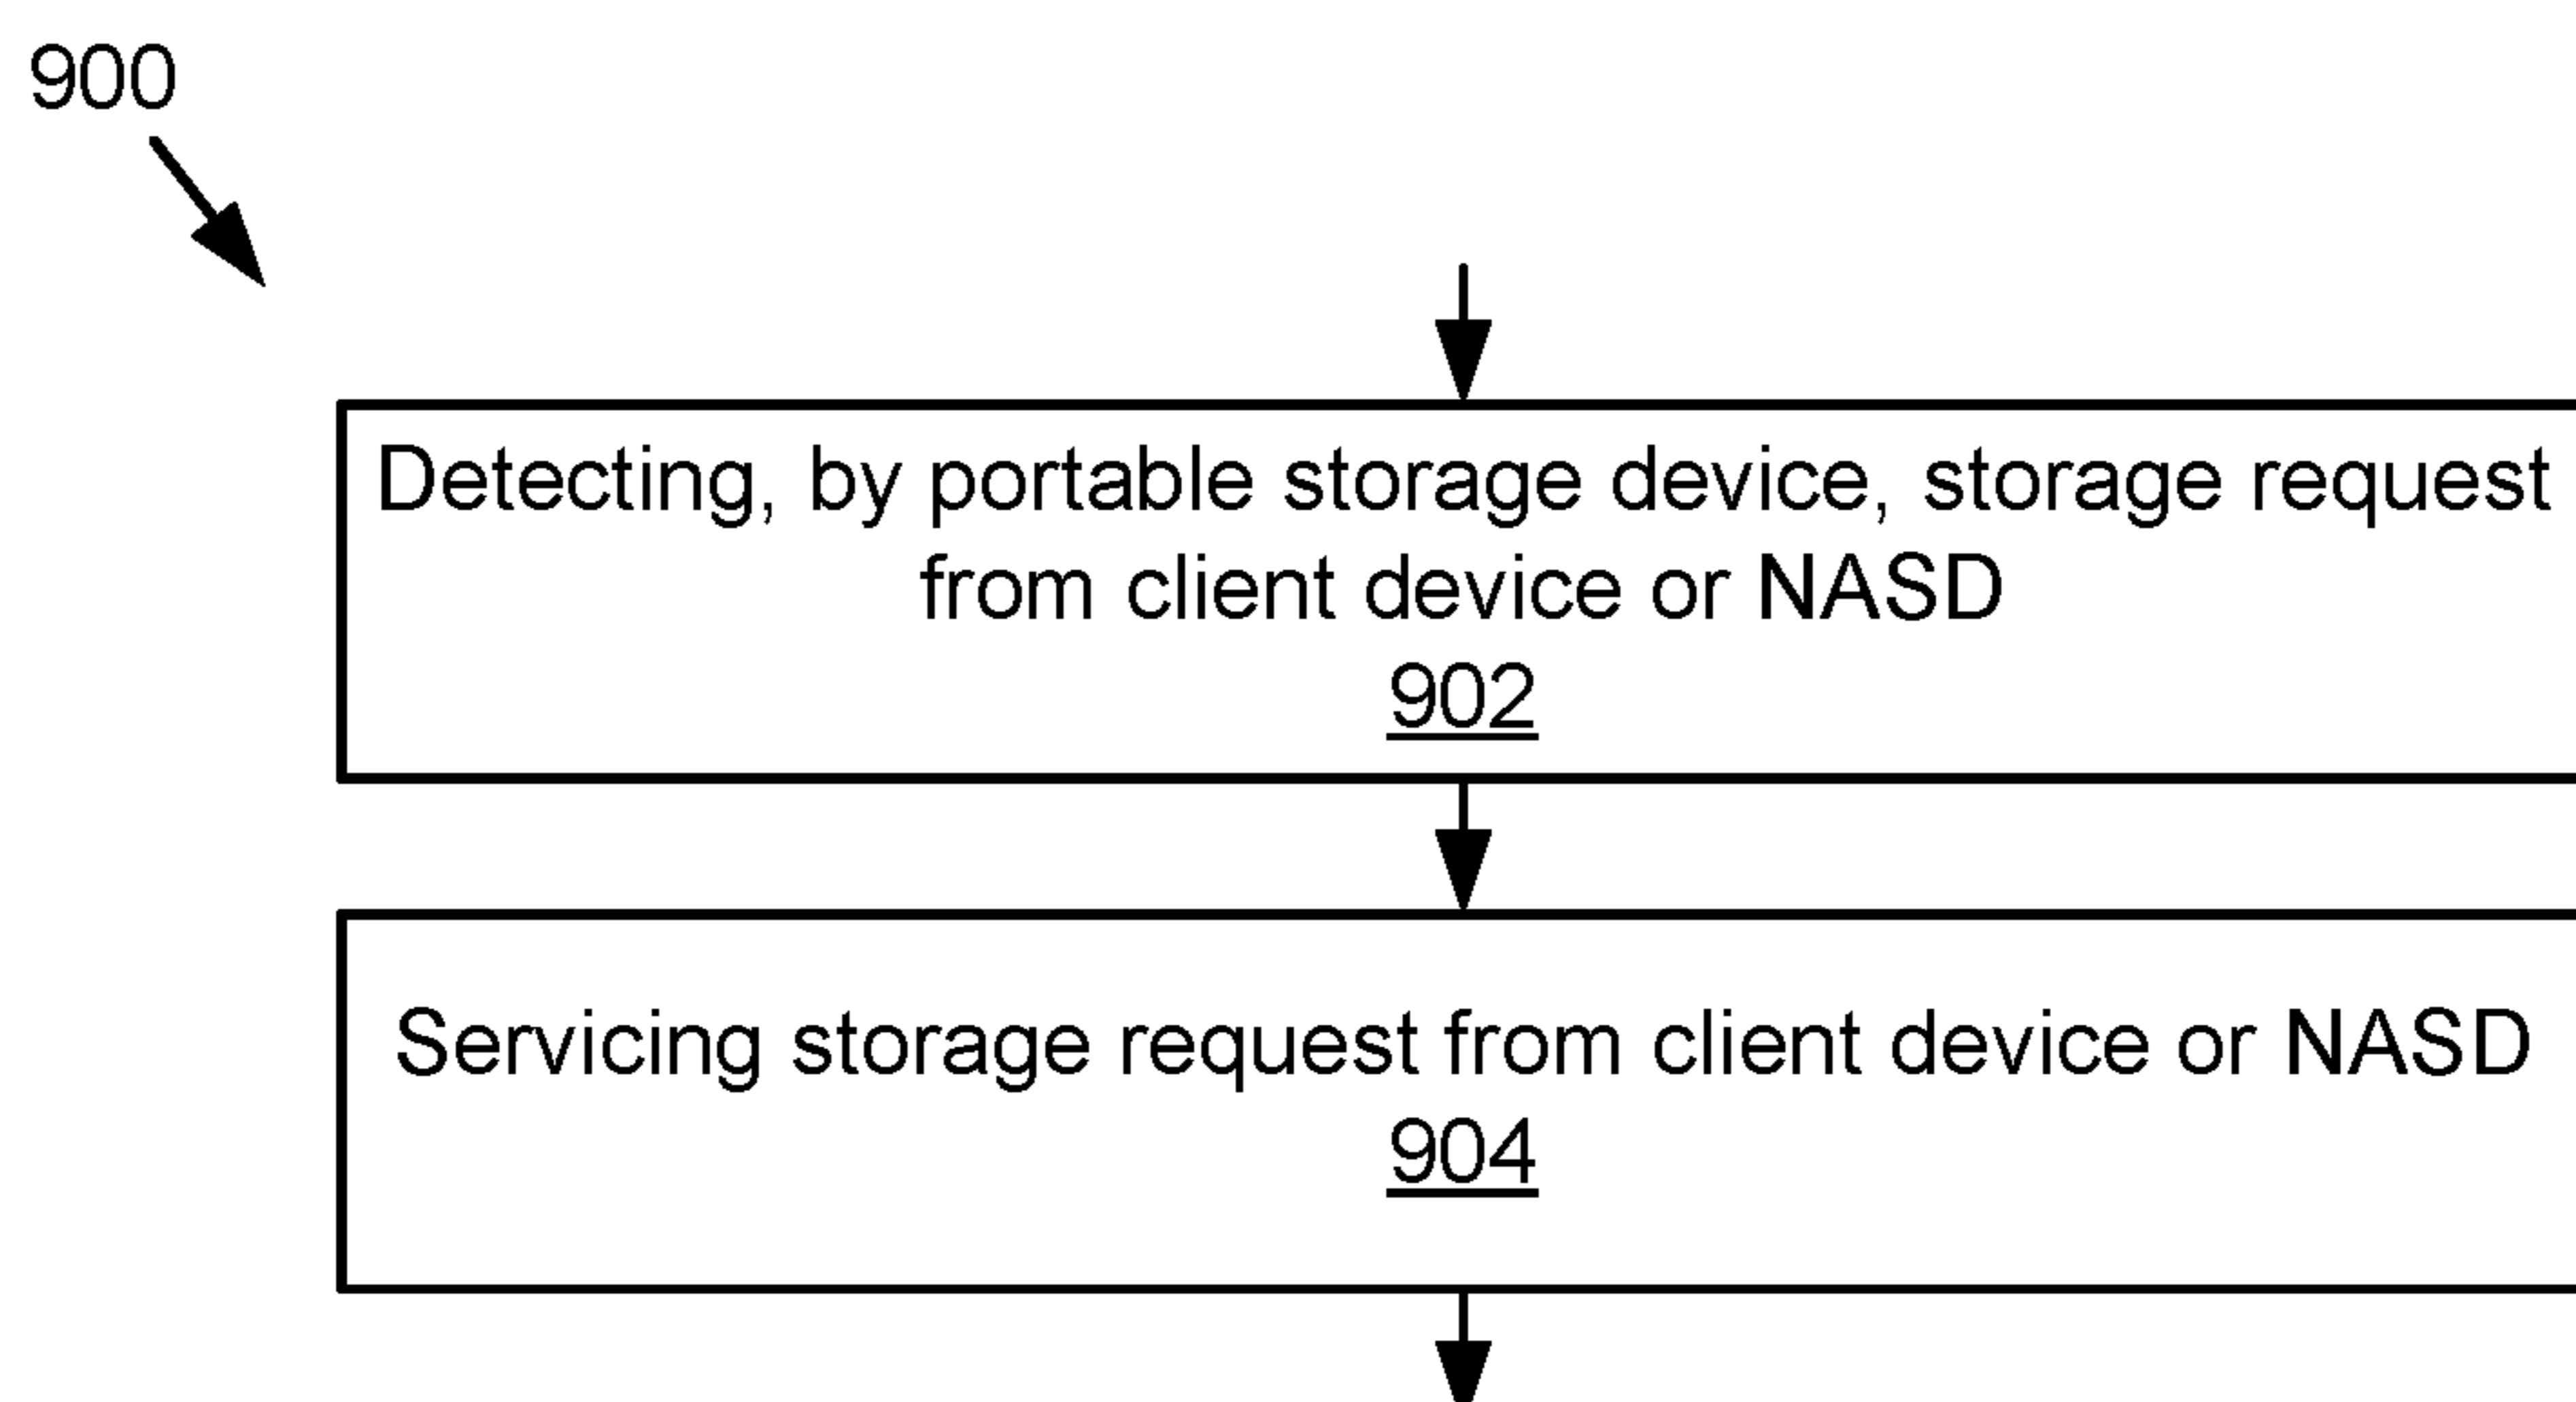 900
Detecting, by portable storage device, storage request
from client device or NASD
902
Servicing storage request from client device or NASD
904